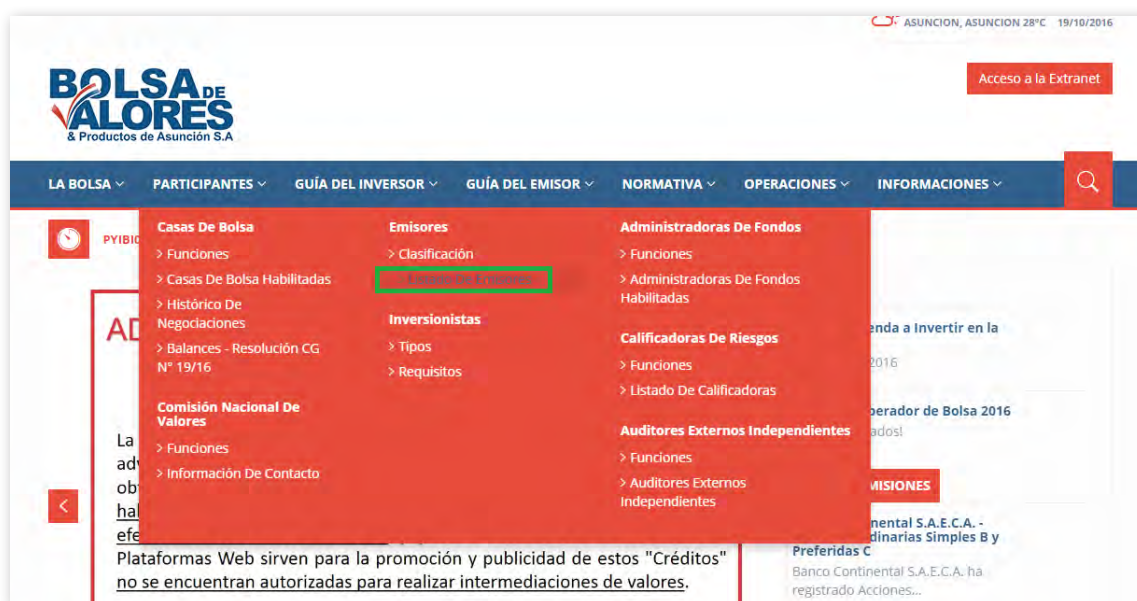 ASUNCION, ASUNCION 28°C 19/10/2016
BOLSA DE
VALORES
& Productos de Asunción S.A
Acceso a la Extranet
LA BOLSA PARTICIPANTES GUÍA DEL INVERSOR GUÍA DEL EMISOR NORMATIVA OPERACIONES INFORMACIONES
Casas De Bolsa
> Funciones
> Casas De Bolsa Habilitadas
> Histórico De
Negociaciones
> Balances - Resolución CG
N° 19/16
Comisión Nacional De
Valores
> Funciones
> Información De Contacto
Emisores
> Clasificación
Inversionistas
> Tipos
> Requisitos
Administradoras De Fondos
> Funciones
> Administradoras De Fondos
Habilitadas
Calificadoras De Riesgos
> Funciones
> Listado De Calificadoras
Auditores Externos Independientes
> Funciones
> Auditores Externos
Independientes
PYIBIC
AD
La
adv
obt
hal
efe
Plataformas Web sirven para la promoción y publicidad de estos "Créditos"
no se encuentran autorizadas para realizar intermediaciones de valores.
enda a Invertir en la
2016
perador de Bolsa 2016
ados!
MISIONES
nental S.A.E.C.A. -
dinarias Simples B y
Preferidas C
Banco Continental S.A.E.C.A. ha
registrado Acciones...